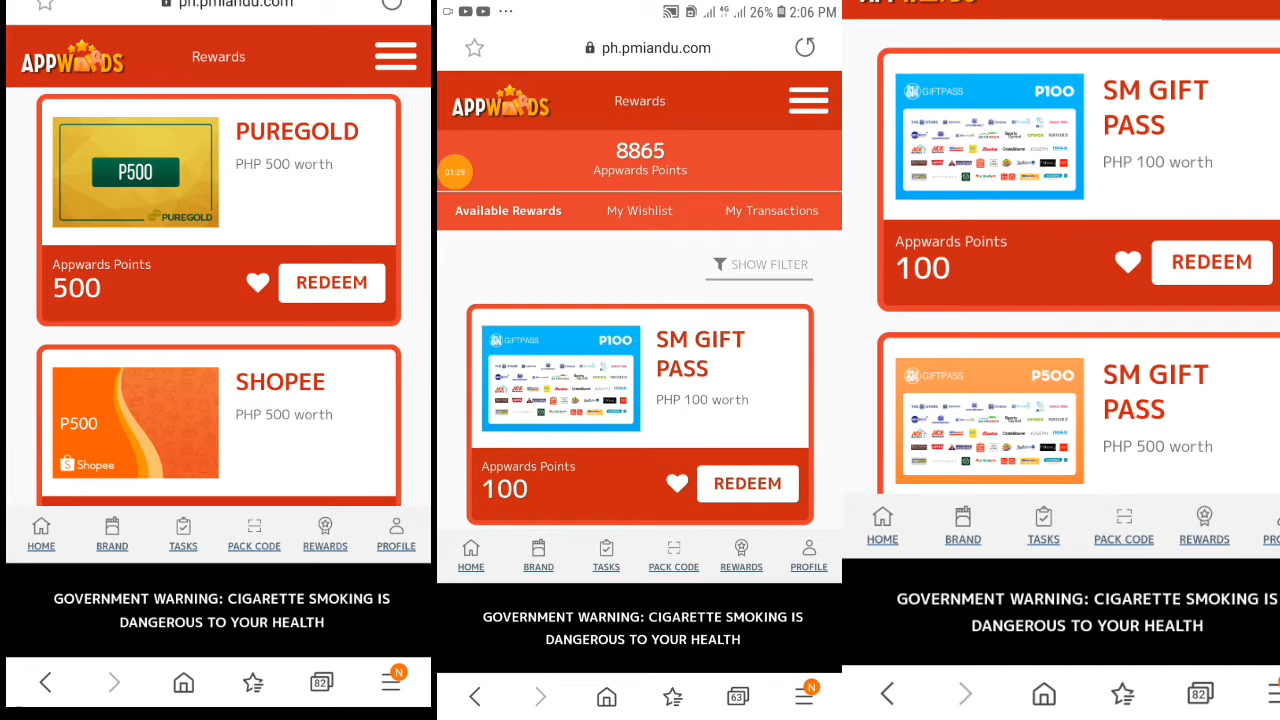 ph.pmiandu.com
APPWARDS
Rewards
P500
PUREGOLD
PUREGOLD
PHP 500 worth
Appwards Points
500
REDEEM
P500
Shopee
SHOPEE
PHP 500 worth
HOME
BRAND
TASKS
PACK CODE
REWARDS
PROFILE
GOVERNMENT WARNING: CIGARETTE SMOKING IS
DANGEROUS TO YOUR HEALTH
82
N
4G
26%
2:06 PM
ph.pmiandu.com
APPWARDS
Rewards
01:29
8865
Appwards Points
Available Rewards
My Wishlist
My Transactions
SHOW FILTER
SM GIFTPASS
P100
SM GIFT
PASS
PHP 100 worth
Appwards Points
100
REDEEM
HOME
BRAND
TASKS
PACK CODE
REWARDS
PROFILE
GOVERNMENT WARNING: CIGARETTE SMOKING IS
DANGEROUS TO YOUR HEALTH
63
N
SM GIFTPASS
P100
SM GIFT
PASS
PHP 100 worth
Appwards Points
100
REDEEM
SM GIFTPASS
P500
SM GIFT
PASS
PHP 500 worth
HOME
BRAND
TASKS
PACK CODE
REWARDS
PRO
GOVERNMENT WARNING: CIGARETTE SMOKING IS
DANGEROUS TO YOUR HEALTH
82